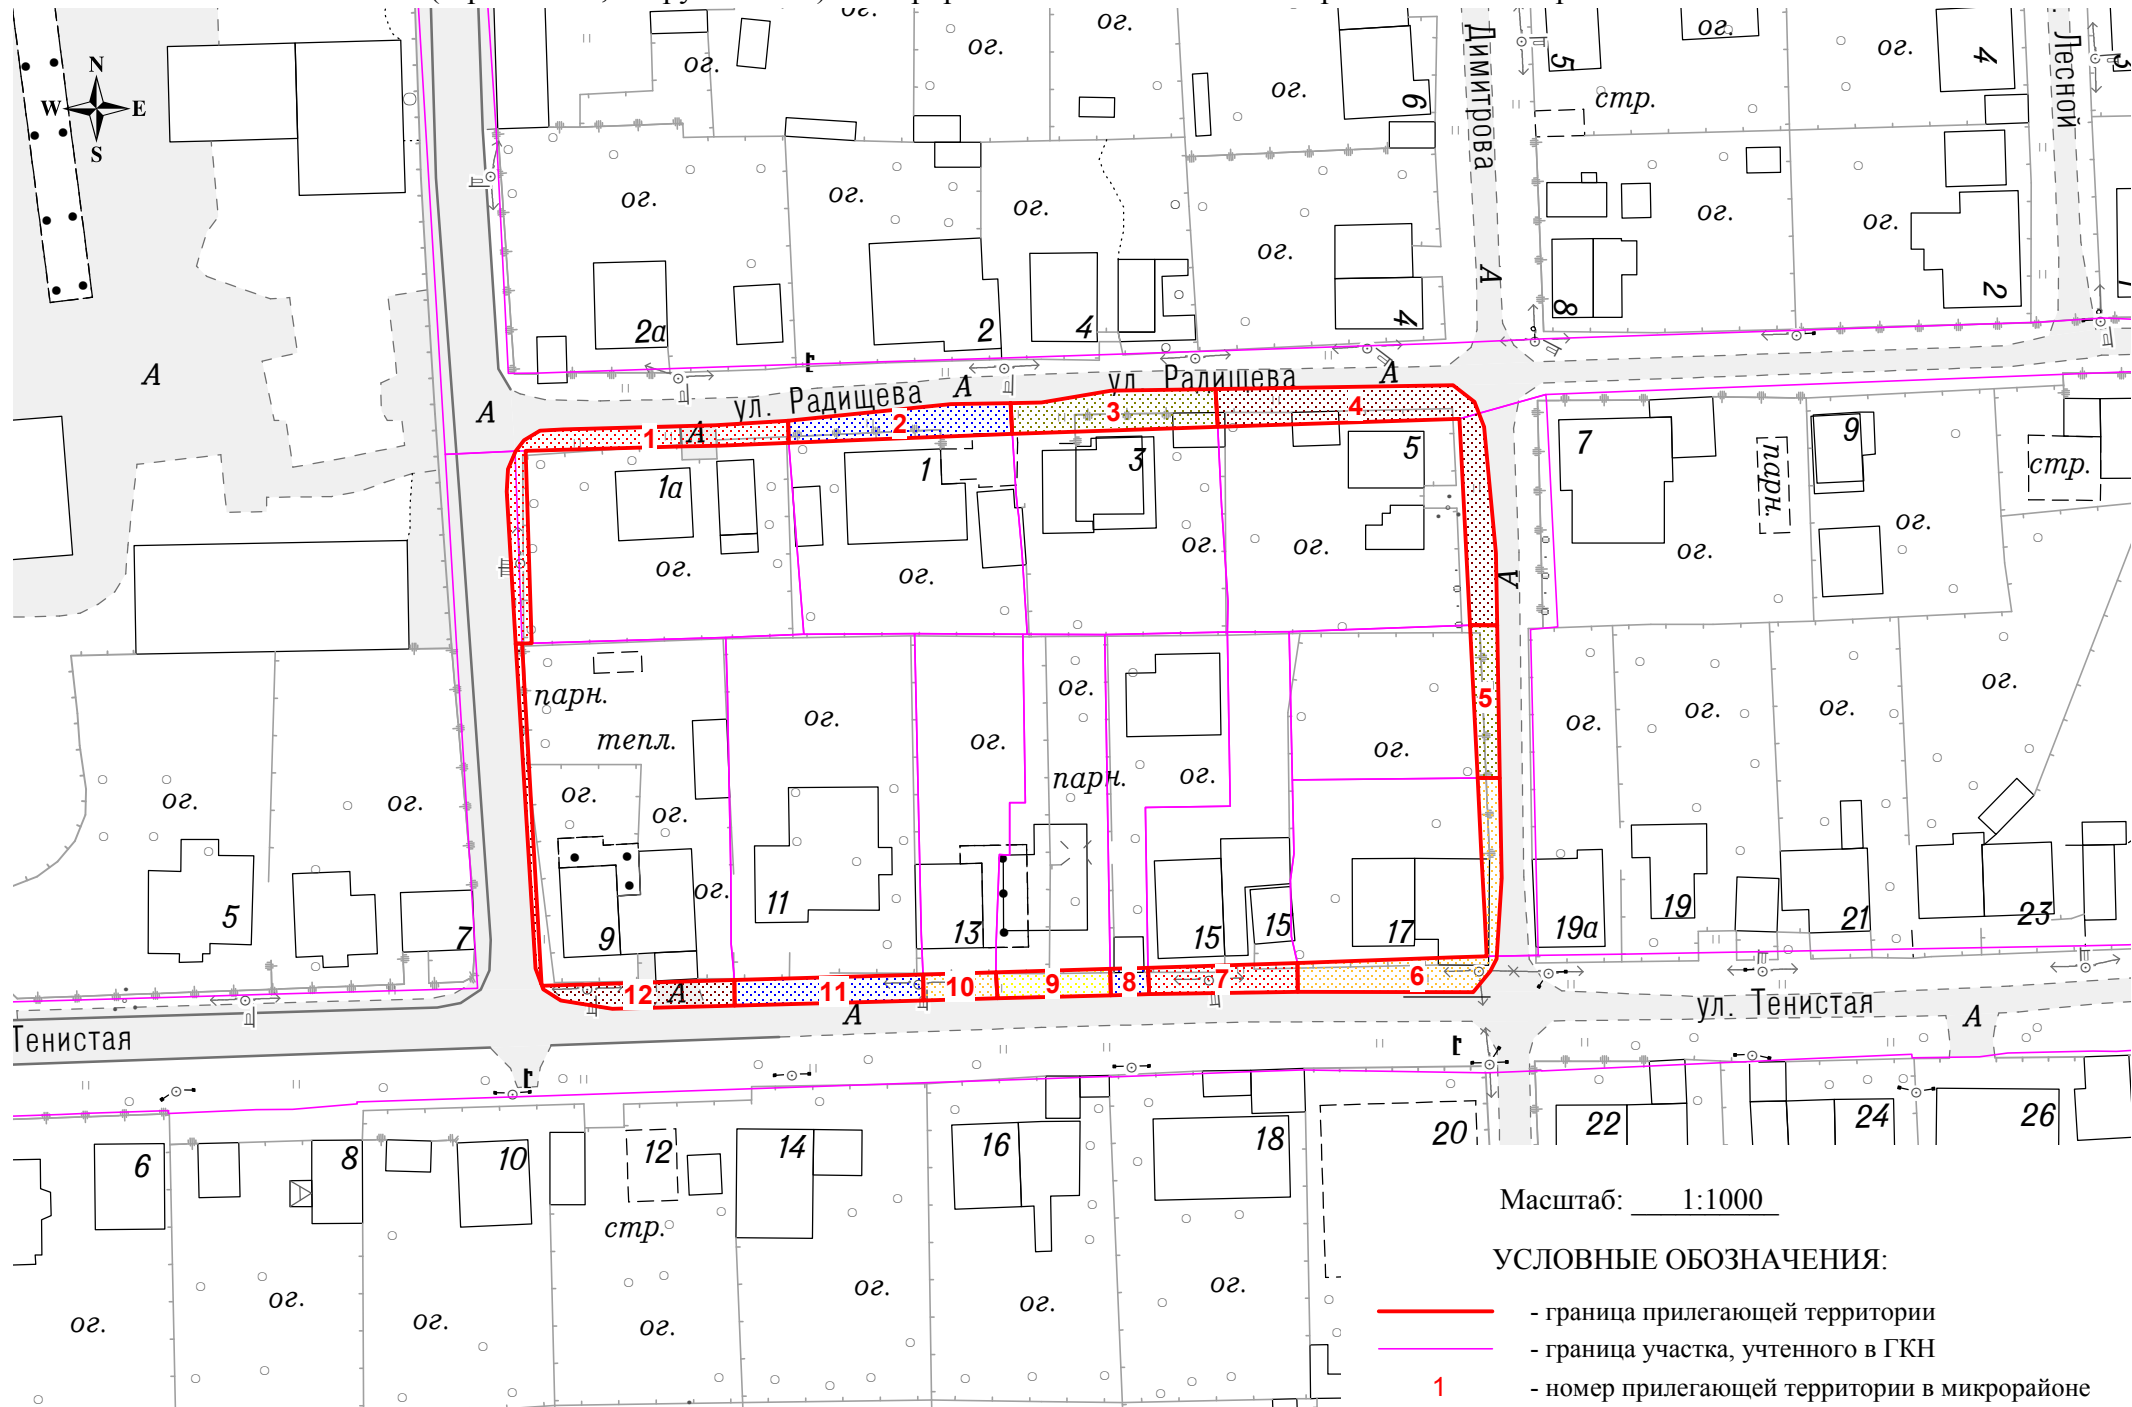 ог.
ог.
ог.
ог.
ог.
6
Димитрова
5
стр.
ог.
ог.
4
Лесной
3
N
W E
S
ог.
ог.
ог.
ог.
ог.
ог.
А
8
2
2а
2
4
4
А
А
ул. Радищева
А
ул. Радищева
А
1
А
2
3
4
1а
1
3
5
7
парн.
9
стр.
ог.
ог.
ог.
ог.
ог.
ог.
А
парн.
тепл.
ог.
ог.
ог.
парн.
ог.
ог.
5
ог.
ог.
ог.
ог.
ог.
ог.
ог.
ог.
ог.
5
7
9
11
13
15
15
17
19а
19
21
23
12
А
11
10
9
8
7
6
А
Тенистая
ул. Тенистая
А
6
8
10
12
стр.
14
16
18
20
22
24
26
ог.
ог.
ог.
ог.
ог.
ог.
ог.
Масштаб: 1:1000
УСЛОВНЫЕ ОБОЗНАЧЕНИЯ:
- граница прилегающей территории
- граница участка, учтенного в ГКН
1 - номер прилегающей территории в микрорайоне